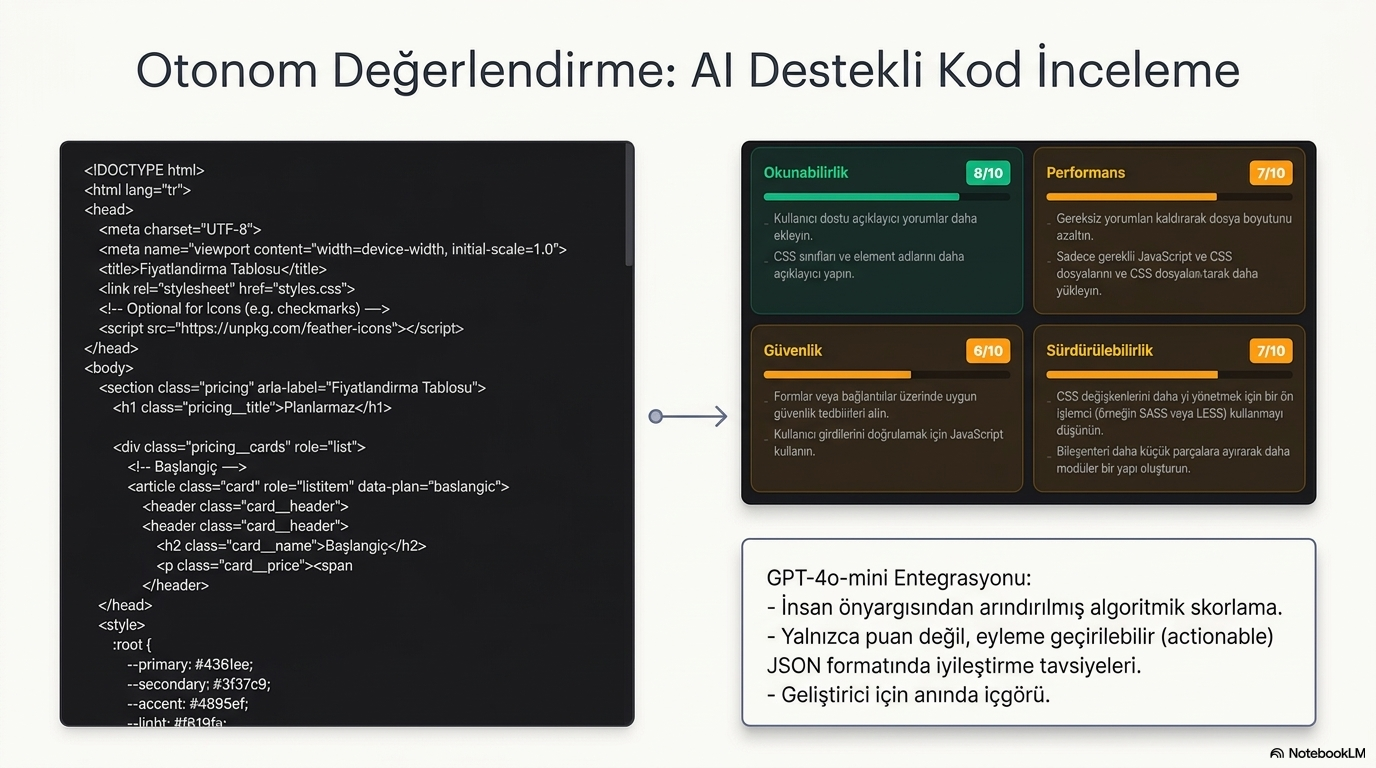 Otonom Değerlendirme: AI Destekli Kod İnceleme
<!DOCTYPE html>
<html lang="tr">
<head>
<meta charset="UTF-8">
<meta name="viewport content="width=device-width, initial-scale=1.0">
<title>Fiyatlandirma Tablosu</title>
<link rel="stylesheet" href="styles.css">
<!-- Optional for Icons (e.g. checkmarks) -->
<script src="https://unpkg.com/feather-icons"></script>
</head>
<body>
<section class="pricing" arla-label="Fiyatlandirma Tablosu">
<h1 class="pricing__title">Planlarmaz</h1>
<div class="pricing__cards" role="list">
<!-- Başlangiç -->
<article class="card" role="listitem" data-plan="baslangic">
<header class="card__header">
<header class="card__header">
<h2 class="card__name">Başlangiç</h2>
<p class="card__price"><span
</header>
</head>
<style>
:root {
--primary: #4361ee;
--secondary: #3f37c9;
--accent: #4895ef;
--light: #f819fa;
Okunabilirlik 8/10
Kullanıcı dostu açıklayıcı yorumlar daha
ekleyın.
CSS sınıfları ve element adlarını daha
açıklayıcı yapın.
Performans 7/10
Gereksiz yorumları kaldırarak dosya boyutunu
azaltın.
Sadece gerekllì JavaScript ve CSS
dosyalarını ve CSS daha
yükleyın.
Güvenlik 6/10
Formlar veya bağlantılar üzerinde uygun
güvenlik tedbiìleri alin.
Kullanıcı girdilerini doğrulamak için JavaScript
kullanın.
Sürdürülebilirlik 7/10
CSS değişkenlerini daha yi yönetmek için bir ön
işlemci (örneğin SASS veya LESS) kullanmayı
düşünün.
Bileşenteri daha küçük parçalara ayırarak daha
modüler bir yapı oluşturun.
GPT-4o-mini Entegrasyonu:
- İnsan önyargısından arındırılmış algoritmik skorlama.
- Yalnızca puan değil, eyleme geçirilebilir (actionable)
JSON formatında iyileştirme tavsiyeleri.
- Geliştirici için anında içgörü.
NotebookLM